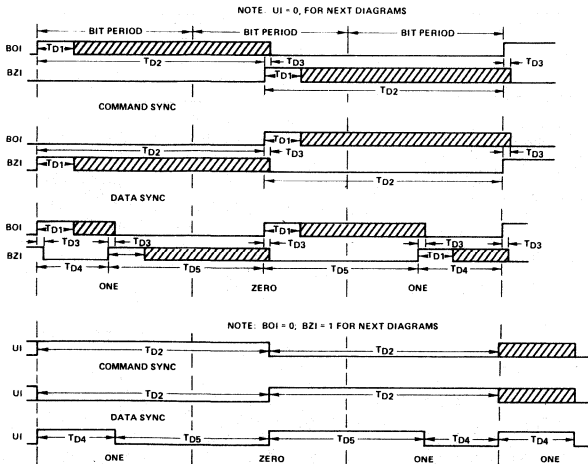 NOTE: UI = 0, FOR NEXT DIAGRAMS
BIT PERIOD BIT PERIOD BIT PERIOD
BOI TD1 TD3
TD2 TD3
BZI TD1
TD2
COMMAND SYNC
BOI TD1
TD2 TD3 TD3
BZI TD1
TD2
DATA SYNC
BOI TD1 TD1
TD3 TD3 TD3 TD3 TD3
BZI TD1
TD4 TD5 TD5 TD4
ONE ZERO ONE
NOTE: BOI = 0; BZI = 1 FOR NEXT DIAGRAMS
UI TD2 TD2
COMMAND SYNC
UI TD2 TD2
DATA SYNC
UI TD4 TD5 TD5 TD4 TD4
ONE ZERO ONE ONE